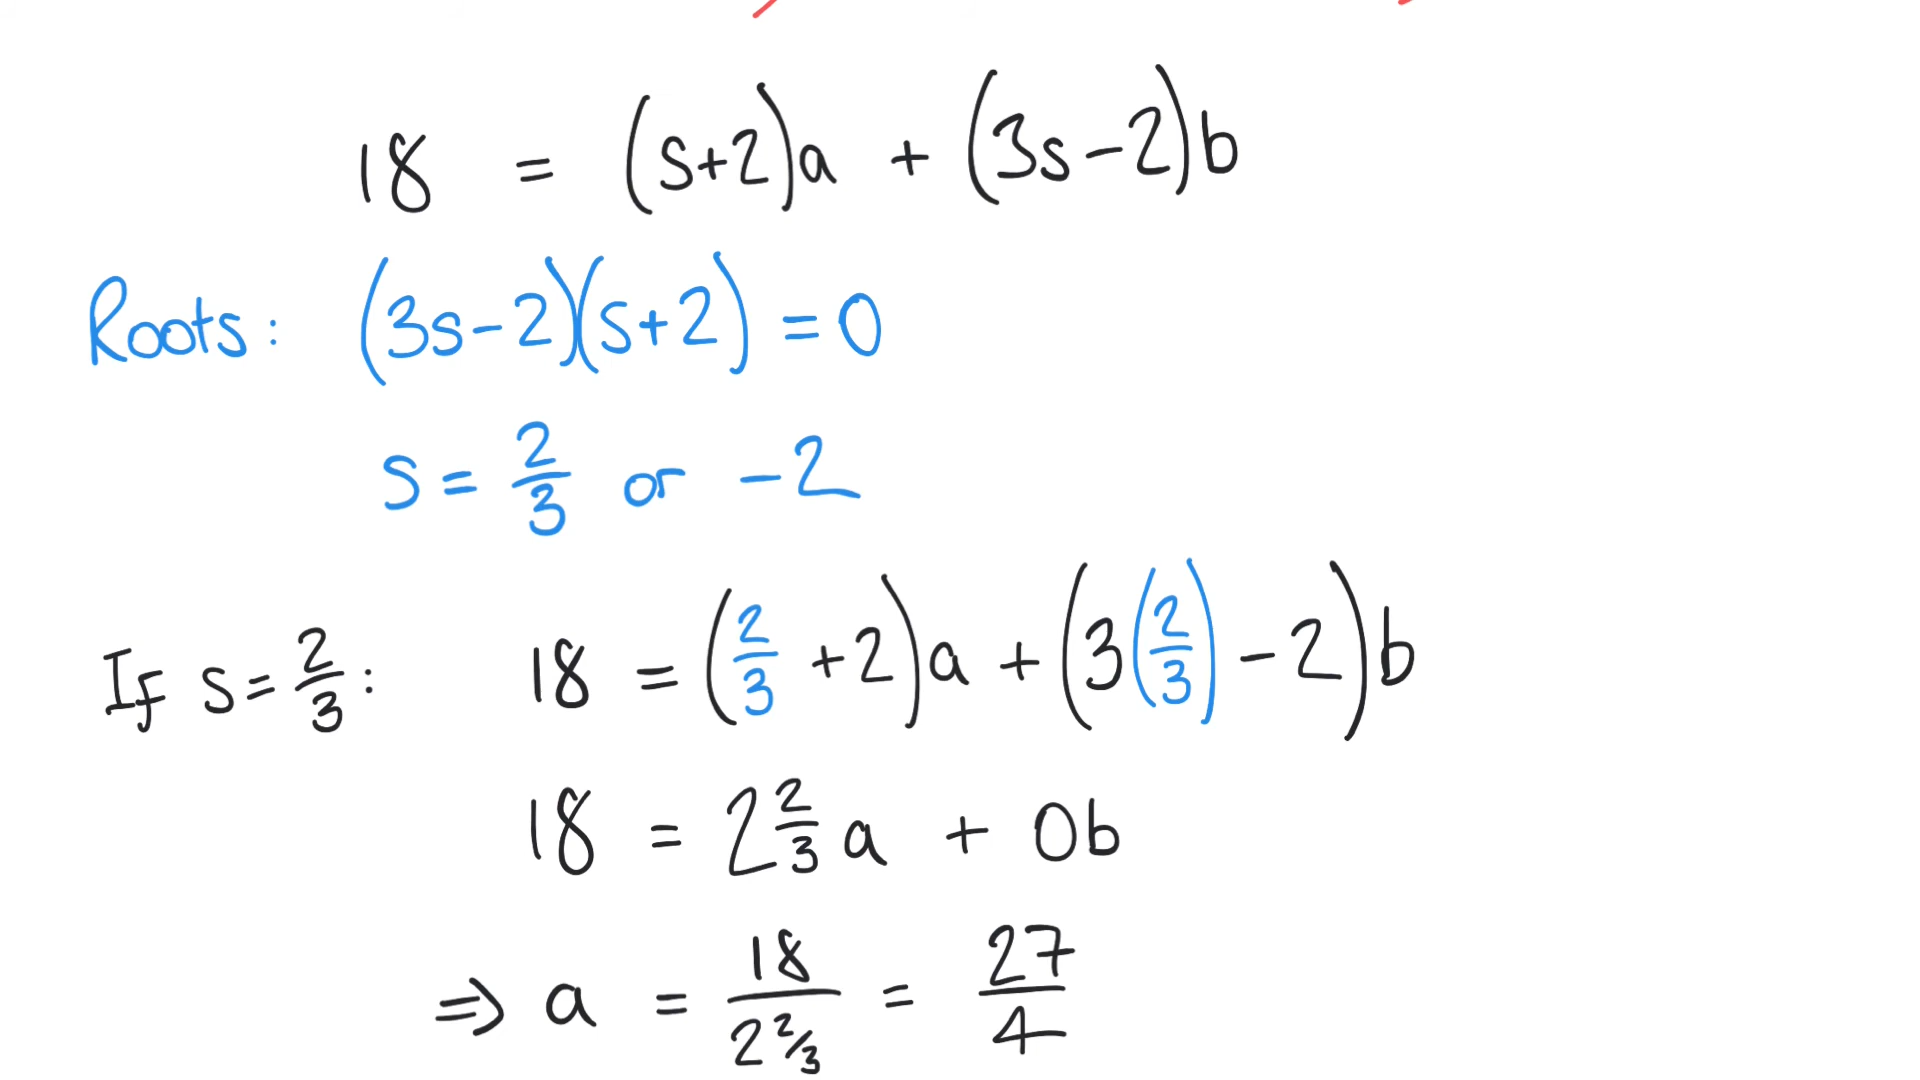 18 = (s+2)a + (3s-2)b
Roots: (3s-2)(s+2) = 0
s = 2/3 or -2
If s = 2/3: 18 = (2/3 +2)a + (3(2/3) -2)b
18 = 2 2/3 a + 0b
⇒ a = 18/(2 2/3) = 27/4